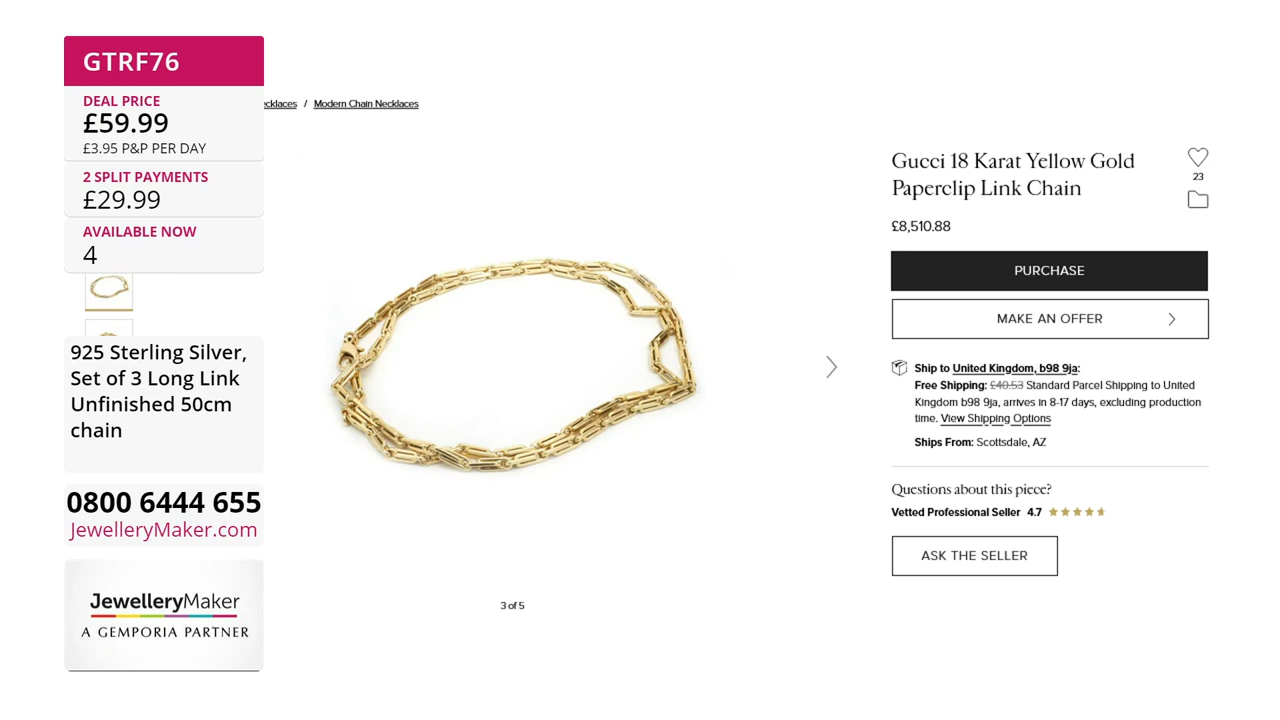 GTRF76
DEAL PRICE
£59.99
£3.95 P&P PER DAY
2 SPLIT PAYMENTS
£29.99
AVAILABLE NOW
4
925 Sterling Silver,
Set of 3 Long Link
Unfinished 50cm
chain
0800 6444 655
JewelleryMaker.com
JewelleryMaker
A GEMPORIA PARTNER
ecklaces / Modern Chain Necklaces
3 of 5
Gucci 18 Karat Yellow Gold
Paperclip Link Chain
23
£8,510.88
PURCHASE
MAKE AN OFFER
Ship to United Kingdom, b98 9ja:
Free Shipping: £40.53 Standard Parcel Shipping to United
Kingdom b98 9ja, arrives in 8-17 days, excluding production
time. View Shipping Options
Ships From: Scottsdale, AZ
Questions about this piece?
Vetted Professional Seller 4.7
ASK THE SELLER